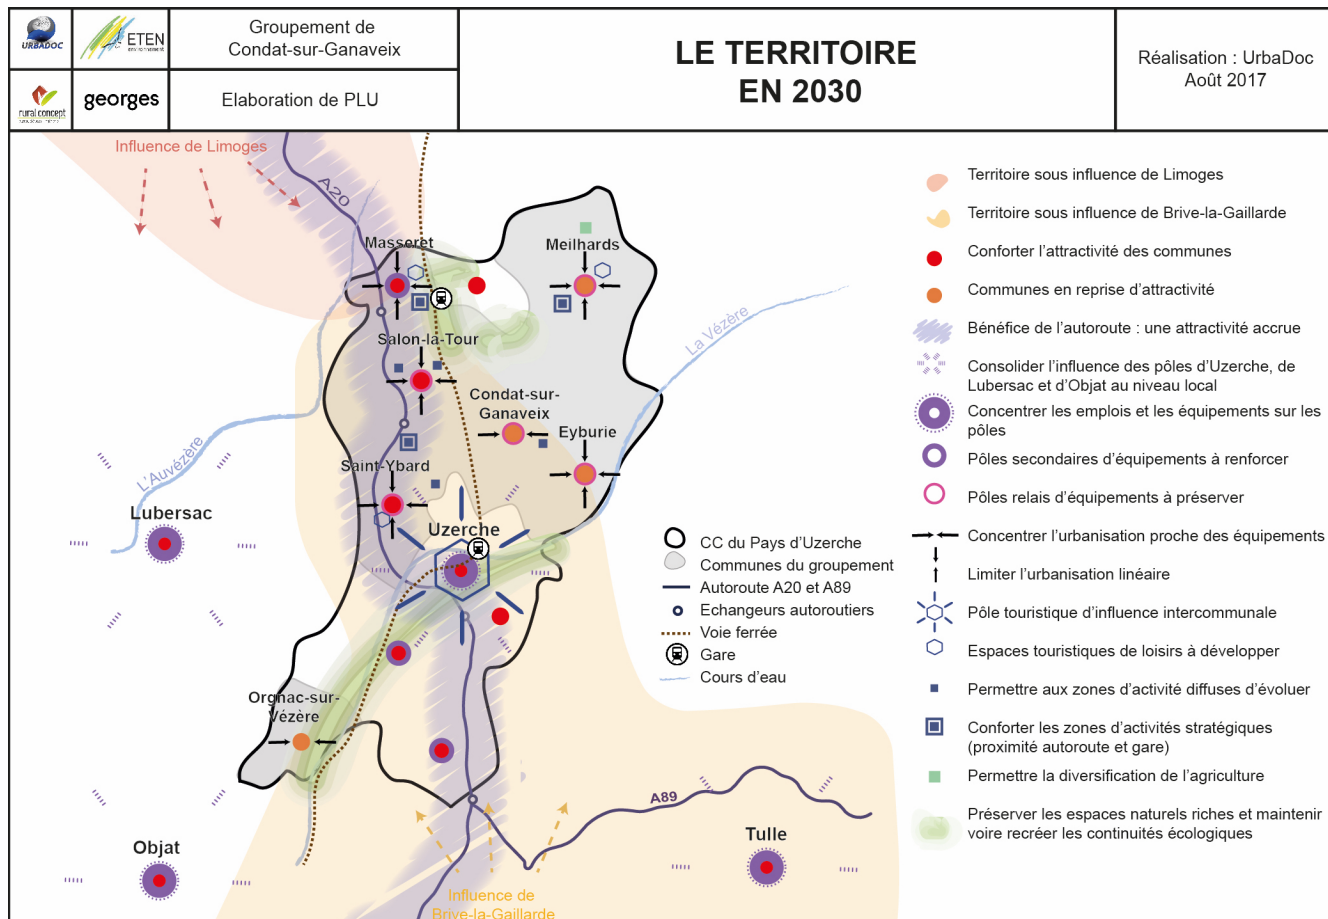 URBADOC
ETEN
environnement
Groupement de
Condat-sur-Ganaveix
LE TERRITOIRE
EN 2030
Réalisation : UrbaDoc
Août 2017
rural concept
georges
Elaboration de PLU
Influence de Limoges
A20
Masseret
Meilhards
Salon-la-Tour
La Vézère
Condat-sur-
Ganaveix
Eyburie
L'Auvézère
Saint-Ybard
Lubersac
Uzerche
Orgnac-sur-
Vézère
A89
Objat
Tulle
Influence de
Brive-la-Gaillarde
CC du Pays d'Uzerche
Communes du groupement
Autoroute A20 et A89
Echangeurs autoroutiers
Voie ferrée
Gare
Cours d'eau
Territoire sous influence de Limoges
Territoire sous influence de Brive-la-Gaillarde
Conforter l'attractivité des communes
Communes en reprise d'attractivité
Bénéfice de l'autoroute : une attractivité accrue
Consolider l'influence des pôles d'Uzerche, de
Lubersac et d'Objat au niveau local
Concentrer les emplois et les équipements sur les
pôles
Pôles secondaires d'équipements à renforcer
Pôles relais d'équipements à préserver
Concentrer l'urbanisation proche des équipements
Limiter l'urbanisation linéaire
Pôle touristique d'influence intercommunale
Espaces touristiques de loisirs à développer
Permettre aux zones d'activité diffuses d'évoluer
Conforter les zones d'activités stratégiques
(proximité autoroute et gare)
Permettre la diversification de l'agriculture
Préserver les espaces naturels riches et maintenir
voire recréer les continuités écologiques